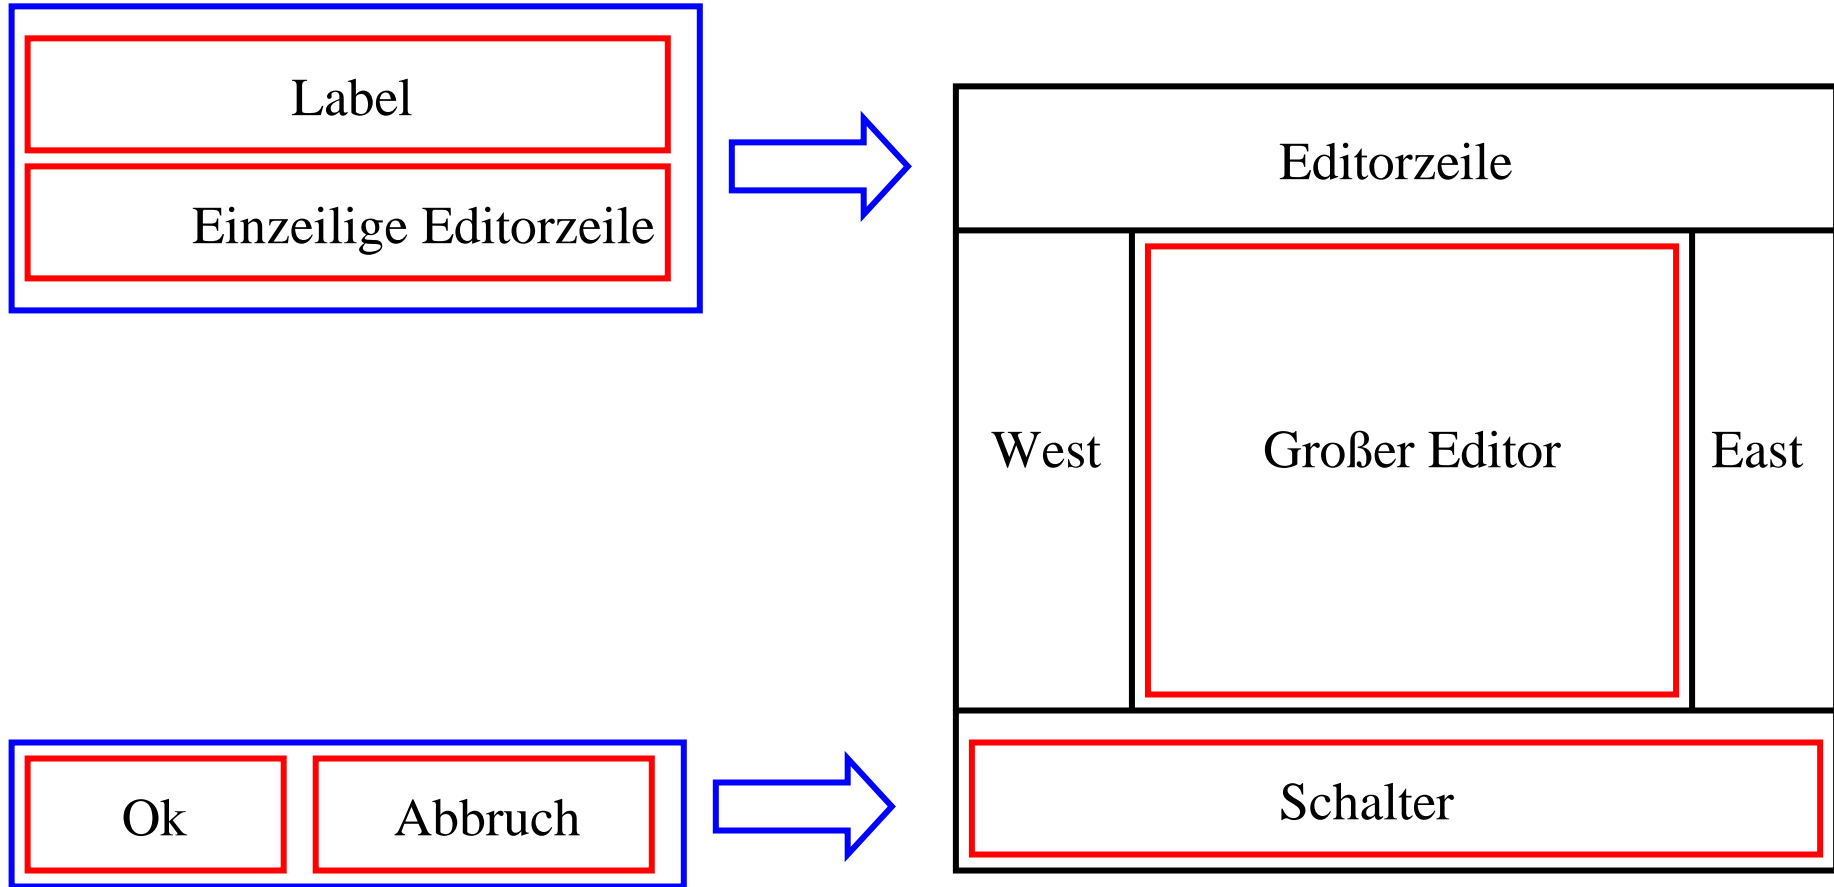 Label
Einzeilige Editorzeile
Editorzeile
West
Großer Editor
East
Ok
Abbruch
Schalter